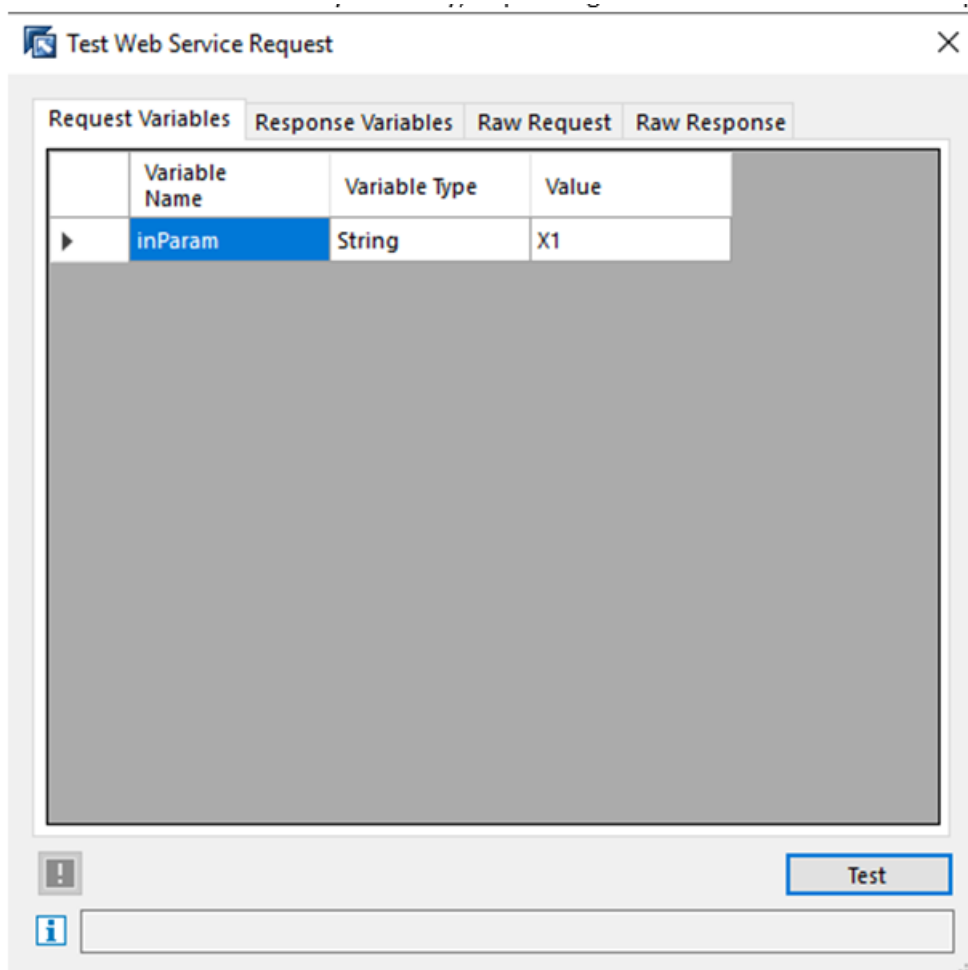 Test Web Service Request
Request Variables Response Variables Raw Request Raw Response
Variable Name Variable Type Value
inParam String X1
Test